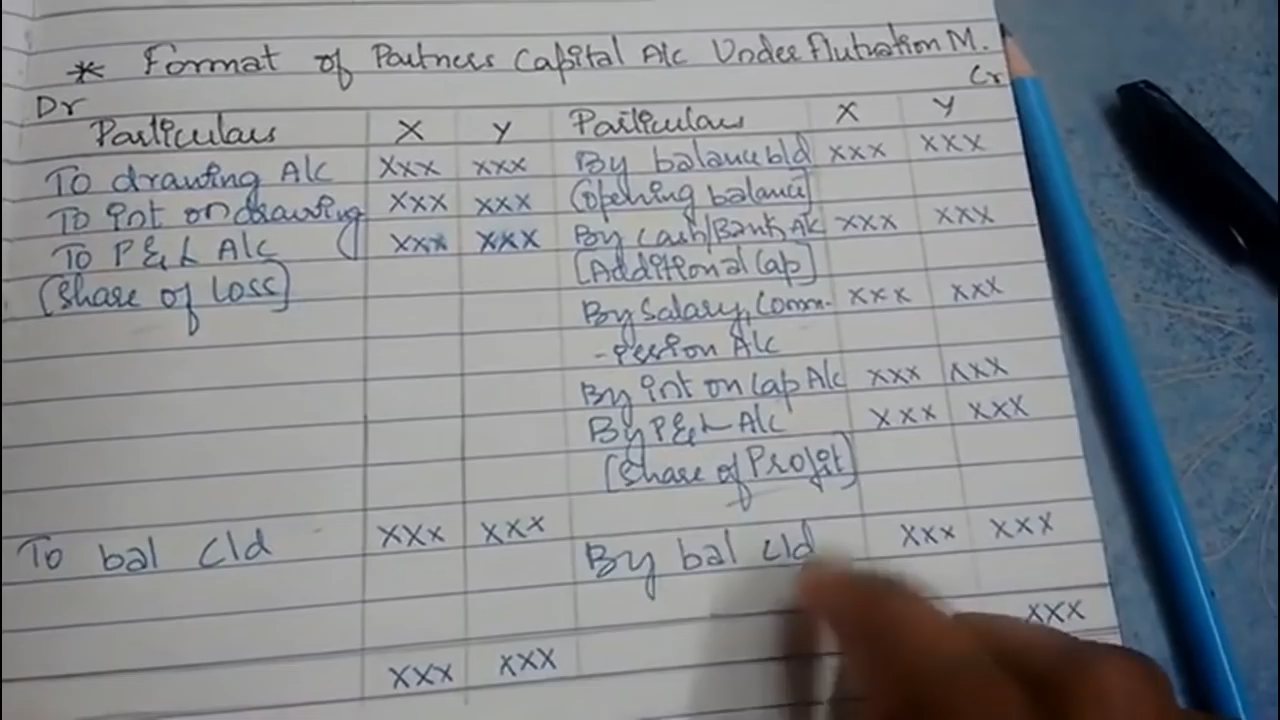 * Format of Partners Capital A/c Under Flutuation M.
Dr Cr
Particulars X Y Particulars X Y
To drawing A/c xxx xxx By balance b/d xxx xxx
To int on drawing xxx xxx (opening balance)
To P & L A/c xxx xxx By Cash/Bank A/c xxx xxx
(Share of Loss) [Additional Cap]
By Salary, Comm- xxx xxx
-ission A/c
By int on Cap A/c xxx xxx
By P & L A/c xxx xxx
(Share of Profit)
To bal c/d xxx xxx By bal c/d xxx xxx
xxx xxx xxx